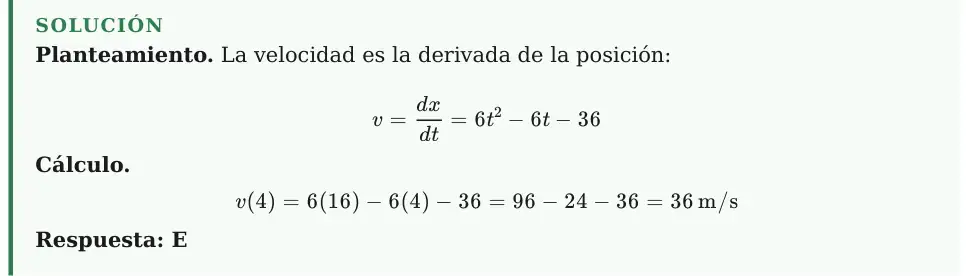 SOLUCIÓN
Planteamiento. La velocidad es la derivada de la posición:
v = dx/dt = 6t² − 6t − 36
Cálculo.
v(4) = 6(16) − 6(4) − 36 = 96 − 24 − 36 = 36 m/s
Respuesta: E